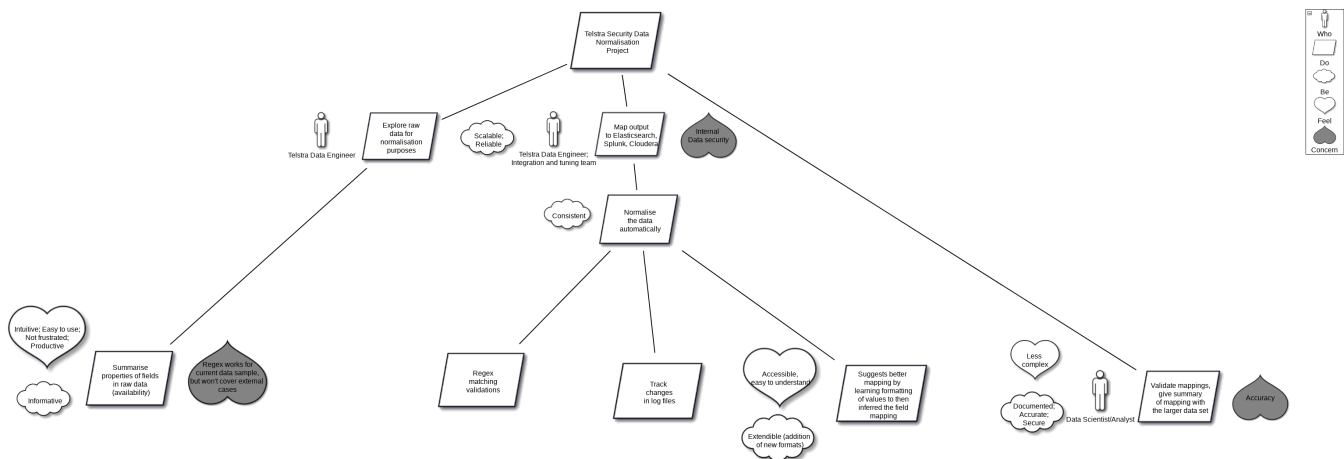 Telstra Security Data
Normalisation
Project
Who
Do
Be
Feel
Concern
Telstra Data Engineer
Explore raw
data for
normalisation
purposes
Scalable;
Reliable
Telstra Data Engineer;
Integration and tuning team
Map output
to Elasticsearch,
Splunk, Cloudera
Internal
Data security
Consistent
Normalise
the data
automatically
Intuitive; Easy to use;
Not frustrated;
Productive
Informative
Summarise
properties of fields
in raw data
(availability)
Regex works for
current data sample,
but won't cover external
cases
Regex
matching
validations
Track
changes
in log files
Accessible,
easy to understand
Extendible (addition
of new formats)
Suggests better
mapping by
learning formatting
of values to then
inferred the field
mapping
Less
complex
Documented;
Accurate;
Secure
Data Scientist/Analyst
Validate mappings,
give summary
of mapping with
the larger data set
Accuracy